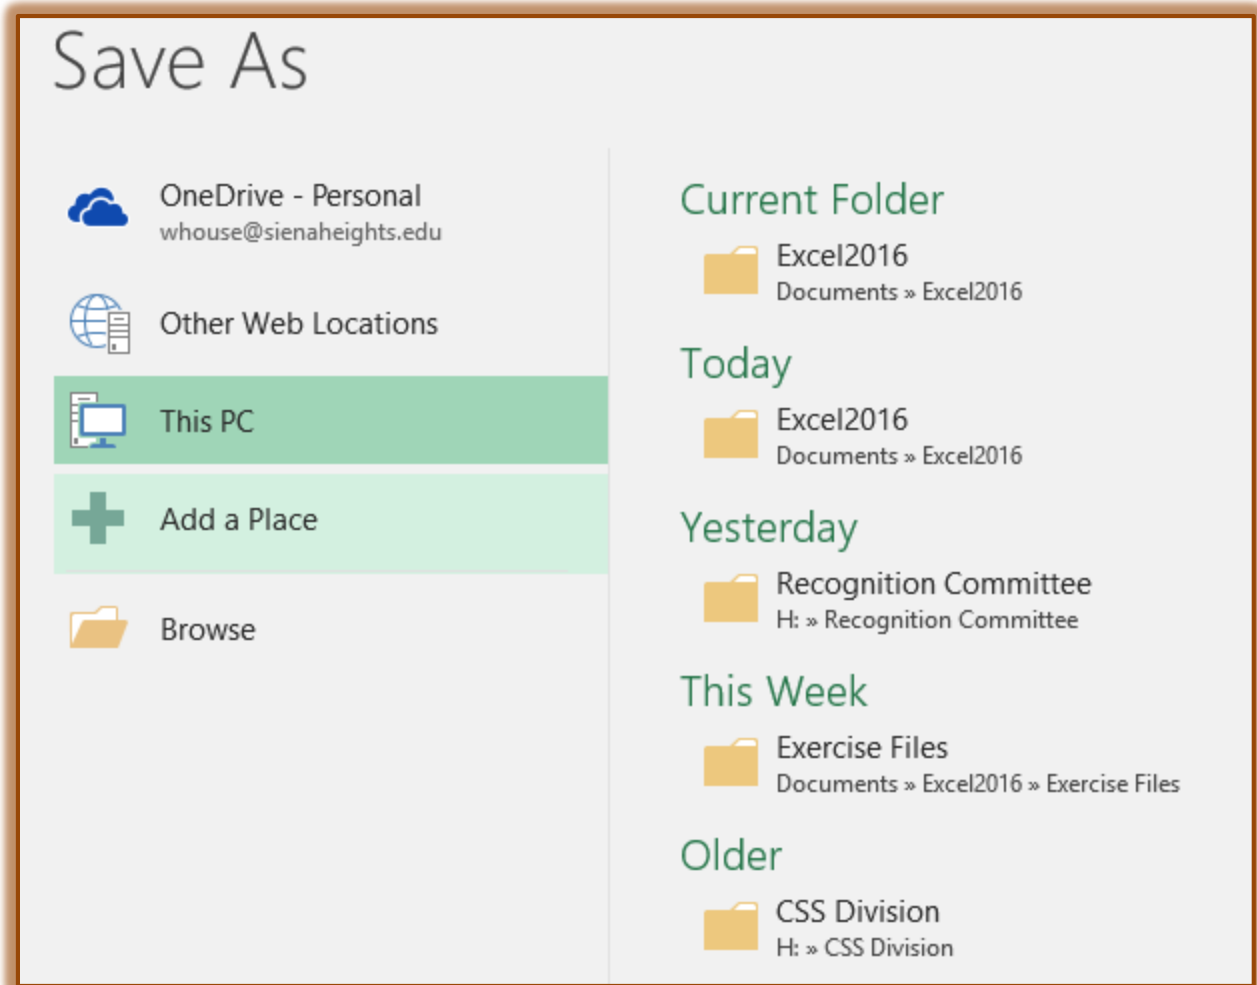 Save As
OneDrive - Personal
whouse@sienaheights.edu
Other Web Locations
This PC
Add a Place
Browse
Current Folder
Excel2016
Documents » Excel2016
Today
Excel2016
Documents » Excel2016
Yesterday
Recognition Committee
H: » Recognition Committee
This Week
Exercise Files
Documents » Excel2016 » Exercise Files
Older
CSS Division
H: » CSS Division